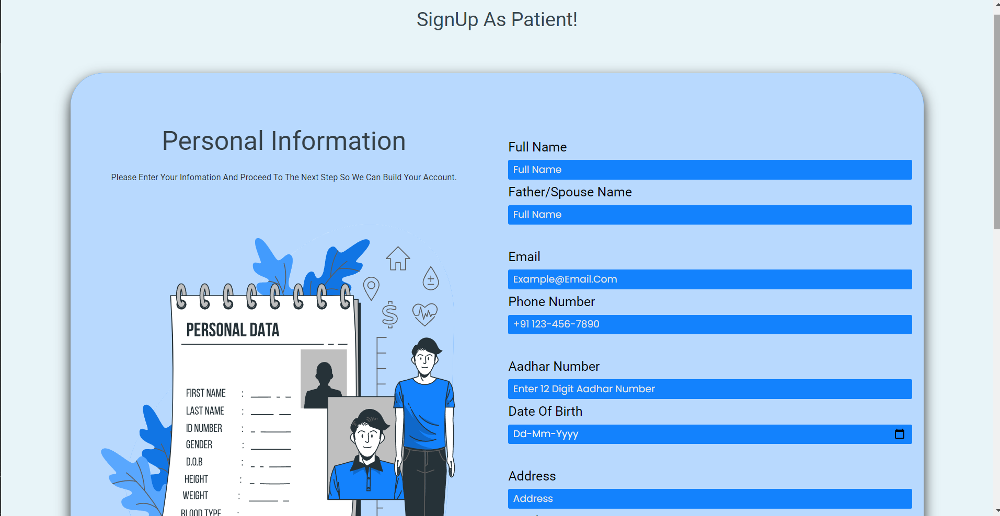 SignUp As Patient!
Personal Information
Please Enter Your Infomation And Proceed To The Next Step So We Can Build Your Account.
PERSONAL DATA
FIRST NAME :
LAST NAME :
ID NUMBER :
GENDER :
D.O.B :
HEIGHT :
WEIGHT :
BLOOD TYPE :
Full Name
Full Name
Father/Spouse Name
Full Name
Email
Example@Email.Com
Phone Number
+91 123-456-7890
Aadhar Number
Enter 12 Digit Aadhar Number
Date Of Birth
Dd-Mm-Yyyy
Address
Address